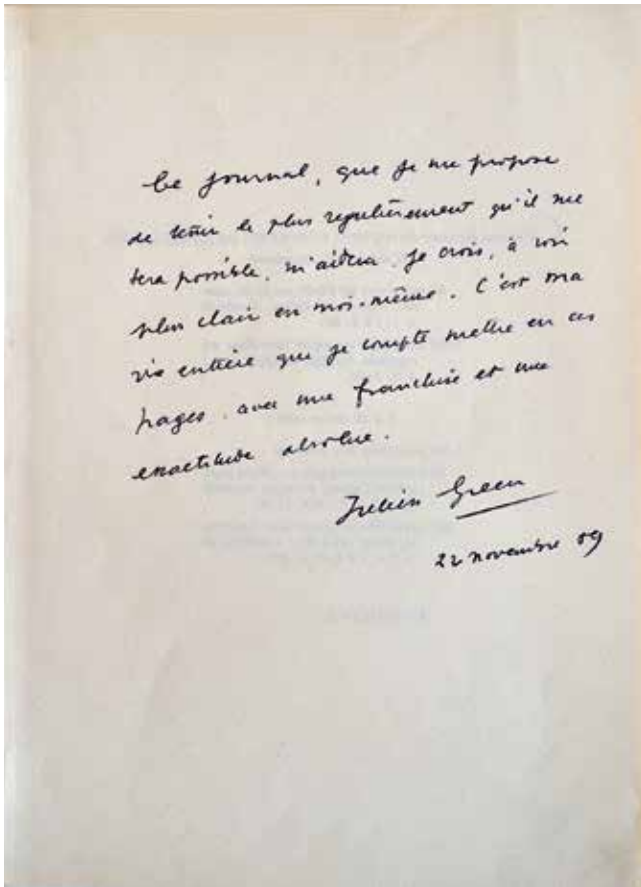 Ce journal, que je me propose
de tenir le plus régulièrement qu'il me
sera possible, m'aidera, je crois, à voir
plus clair en moi-même. C'est ma
vie entière que je compte mettre en ces
pages, avec une franchise et une
exactitude absolue.
Julien Green
22 novembre 89